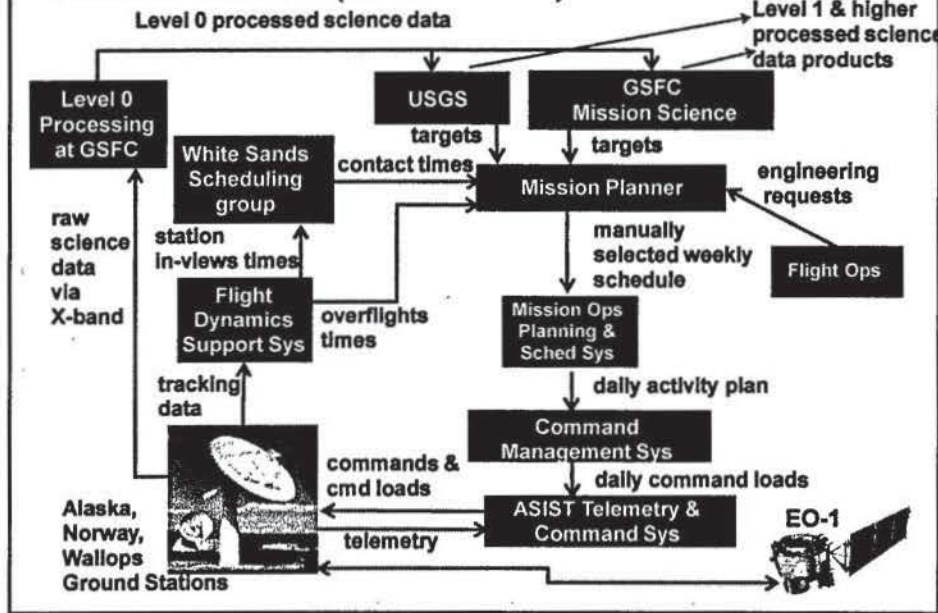 Level 0 processed science data
Level 1 & higher
processed science
data products
Level 0
Processing
at GSFC
USGS
GSFC
Mission Science
targets
targets
White Sands
Scheduling
group
contact times
Mission Planner
engineering
requests
raw
science
data
via
X-band
station
in-views times
manually
selected weekly
schedule
Flight Ops
Flight
Dynamics
Support Sys
overflights
times
Mission Ops
Planning &
Sched Sys
tracking
data
daily activity plan
Command
Management Sys
commands &
cmd loads
daily command loads
Alaska,
Norway,
Wallops
Ground Stations
ASIST Telemetry &
Command Sys
telemetry
EO-1